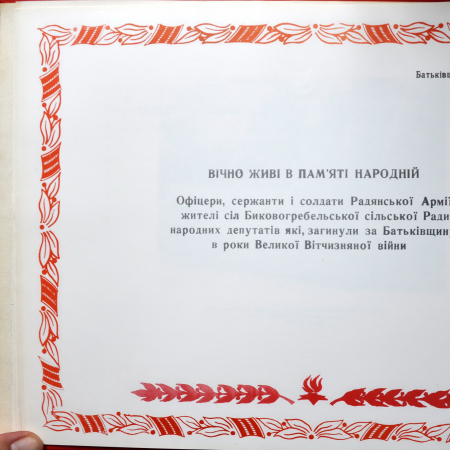 Батьківщ
ВІЧНО ЖИВІ В ПАМ'ЯТІ НАРОДНІЙ
Офіцери, сержанти і солдати Радянської Армії
жителі сіл Биковогребельської сільської Ради
народних депутатів які, загинули за Батьківщин
в роки Великої Вітчизняної війни